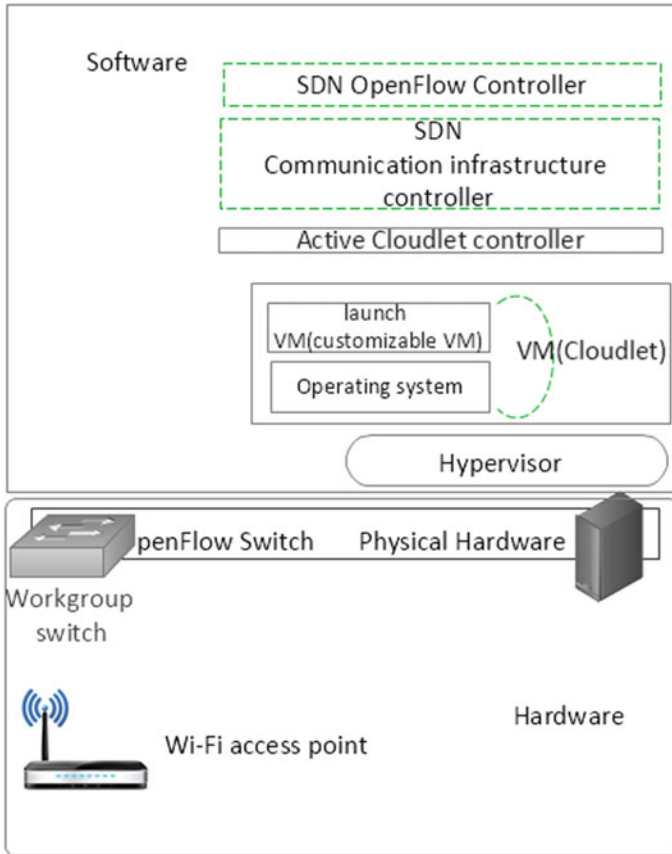 Software
SDN OpenFlow Controller
SDN
Communication infrastructure
controller
Active Cloudlet controller
launch
VM(customizable VM)
Operating system
VM(Cloudlet)
Hypervisor
penFlow Switch
Physical Hardware
Workgroup
switch
Hardware
Wi-Fi access point